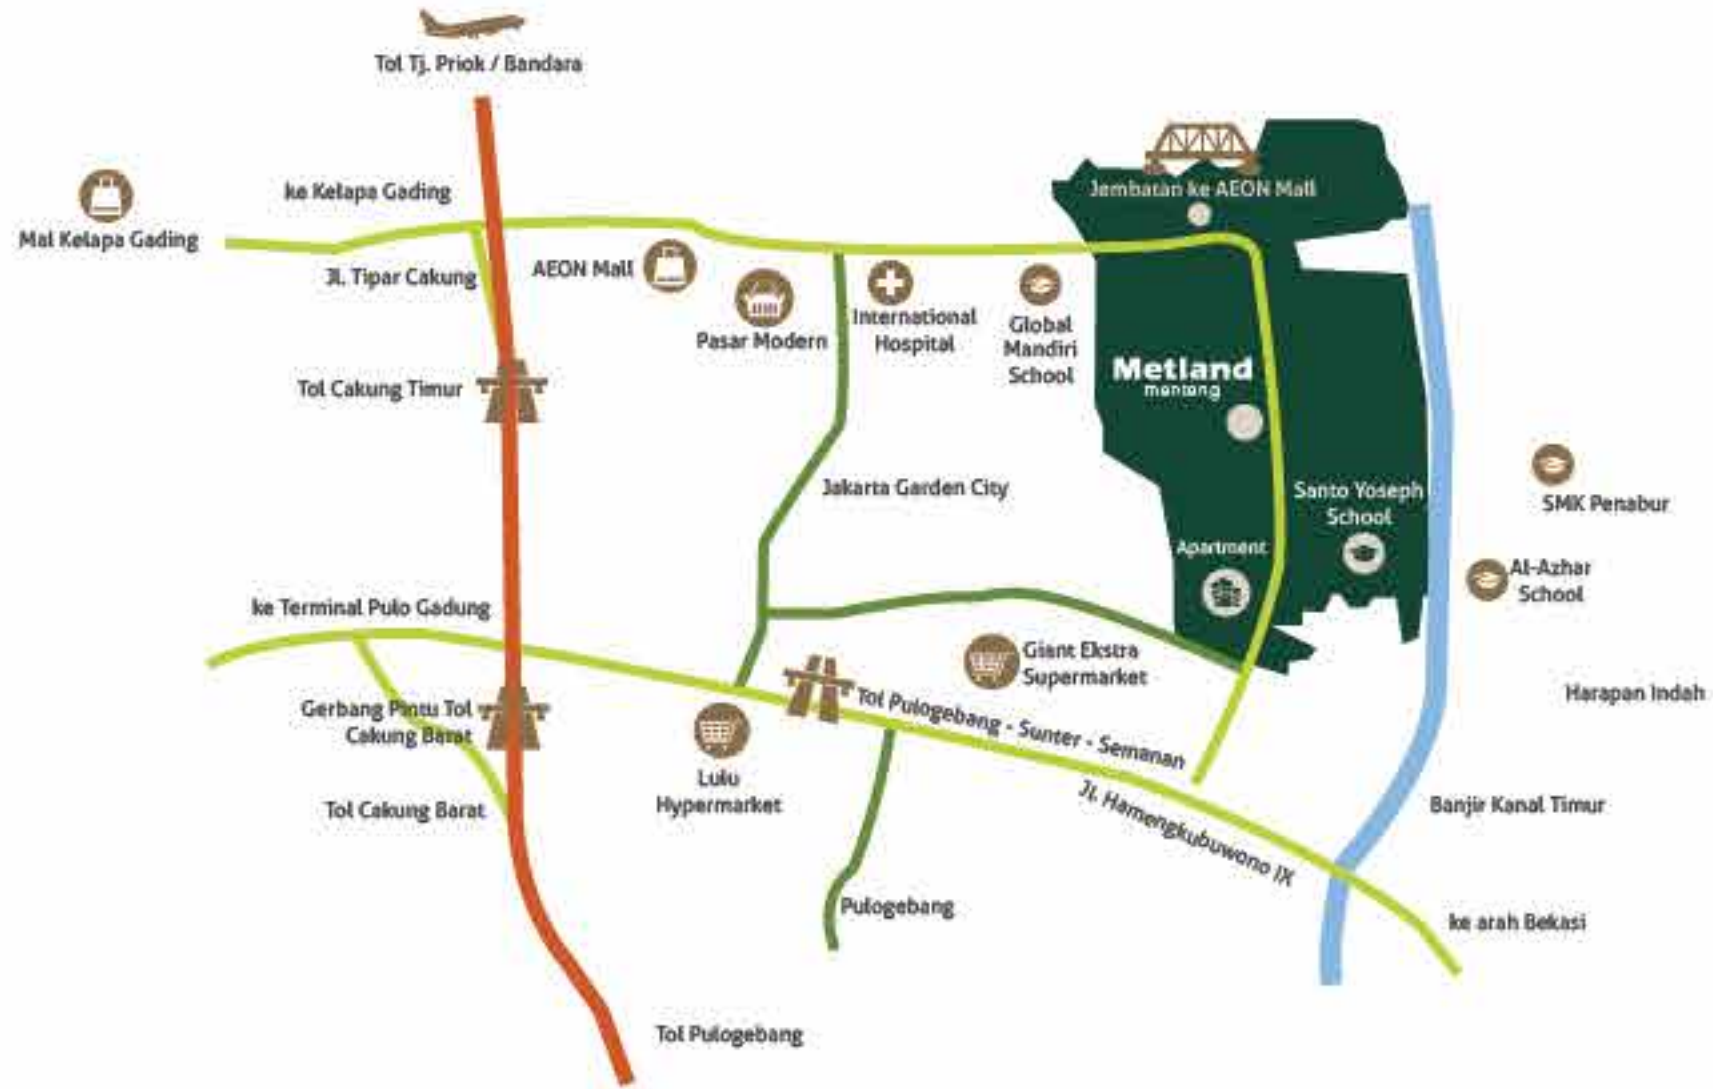 Tol Tj. Priok / Bandara
ke Kelapa Gading
Jembatan ke AEON Mall
Mal Kelapa Gading
Jl. Tipar Cakung
AEON Mall
Pasar Modern
International
Hospital
Global
Mandiri
School
Metland
menteng
Tol Cakung Timur
Jakarta Garden City
Santo Yoseph
School
SMK Penabur
Apartment
Al-Azhar
School
ke Terminal Pulo Gadung
Giant Ekstra
Supermarket
Harapan Indah
Gerbang Pintu Tol
Cakung Barat
Tol Pulogebang - Sunter - Semanan
Lulu
Hypermarket
Tol Cakung Barat
Jl. Hamengkubuwono IX
Banjir Kanal Timur
Pulogebang
ke arah Bekasi
Tol Pulogebang